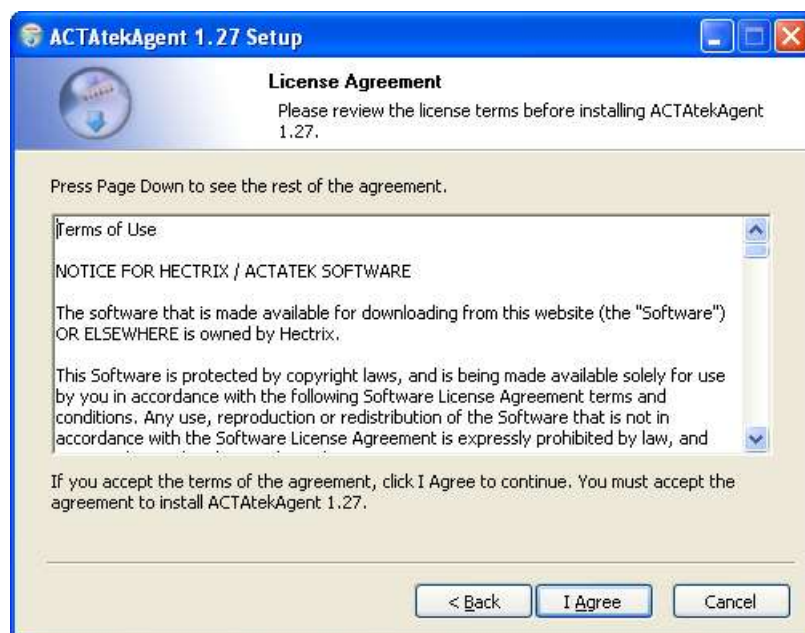 ACTAtekAgent 1.27 Setup
License Agreement
Please review the license terms before installing ACTAtekAgent
1.27.
Press Page Down to see the rest of the agreement.
Terms of Use
NOTICE FOR HECTRIX / ACTATEK SOFTWARE
The software that is made available for downloading from this website (the "Software")
OR ELSEWHERE is owned by Hectrix.
This Software is protected by copyright laws, and is being made available solely for use
by you in accordance with the following Software License Agreement terms and
conditions. Any use, reproduction or redistribution of the Software that is not in
accordance with the Software License Agreement is expressly prohibited by law, and
If you accept the terms of the agreement, click I Agree to continue. You must accept the
agreement to install ACTAtekAgent 1.27.
< Back
I Agree
Cancel